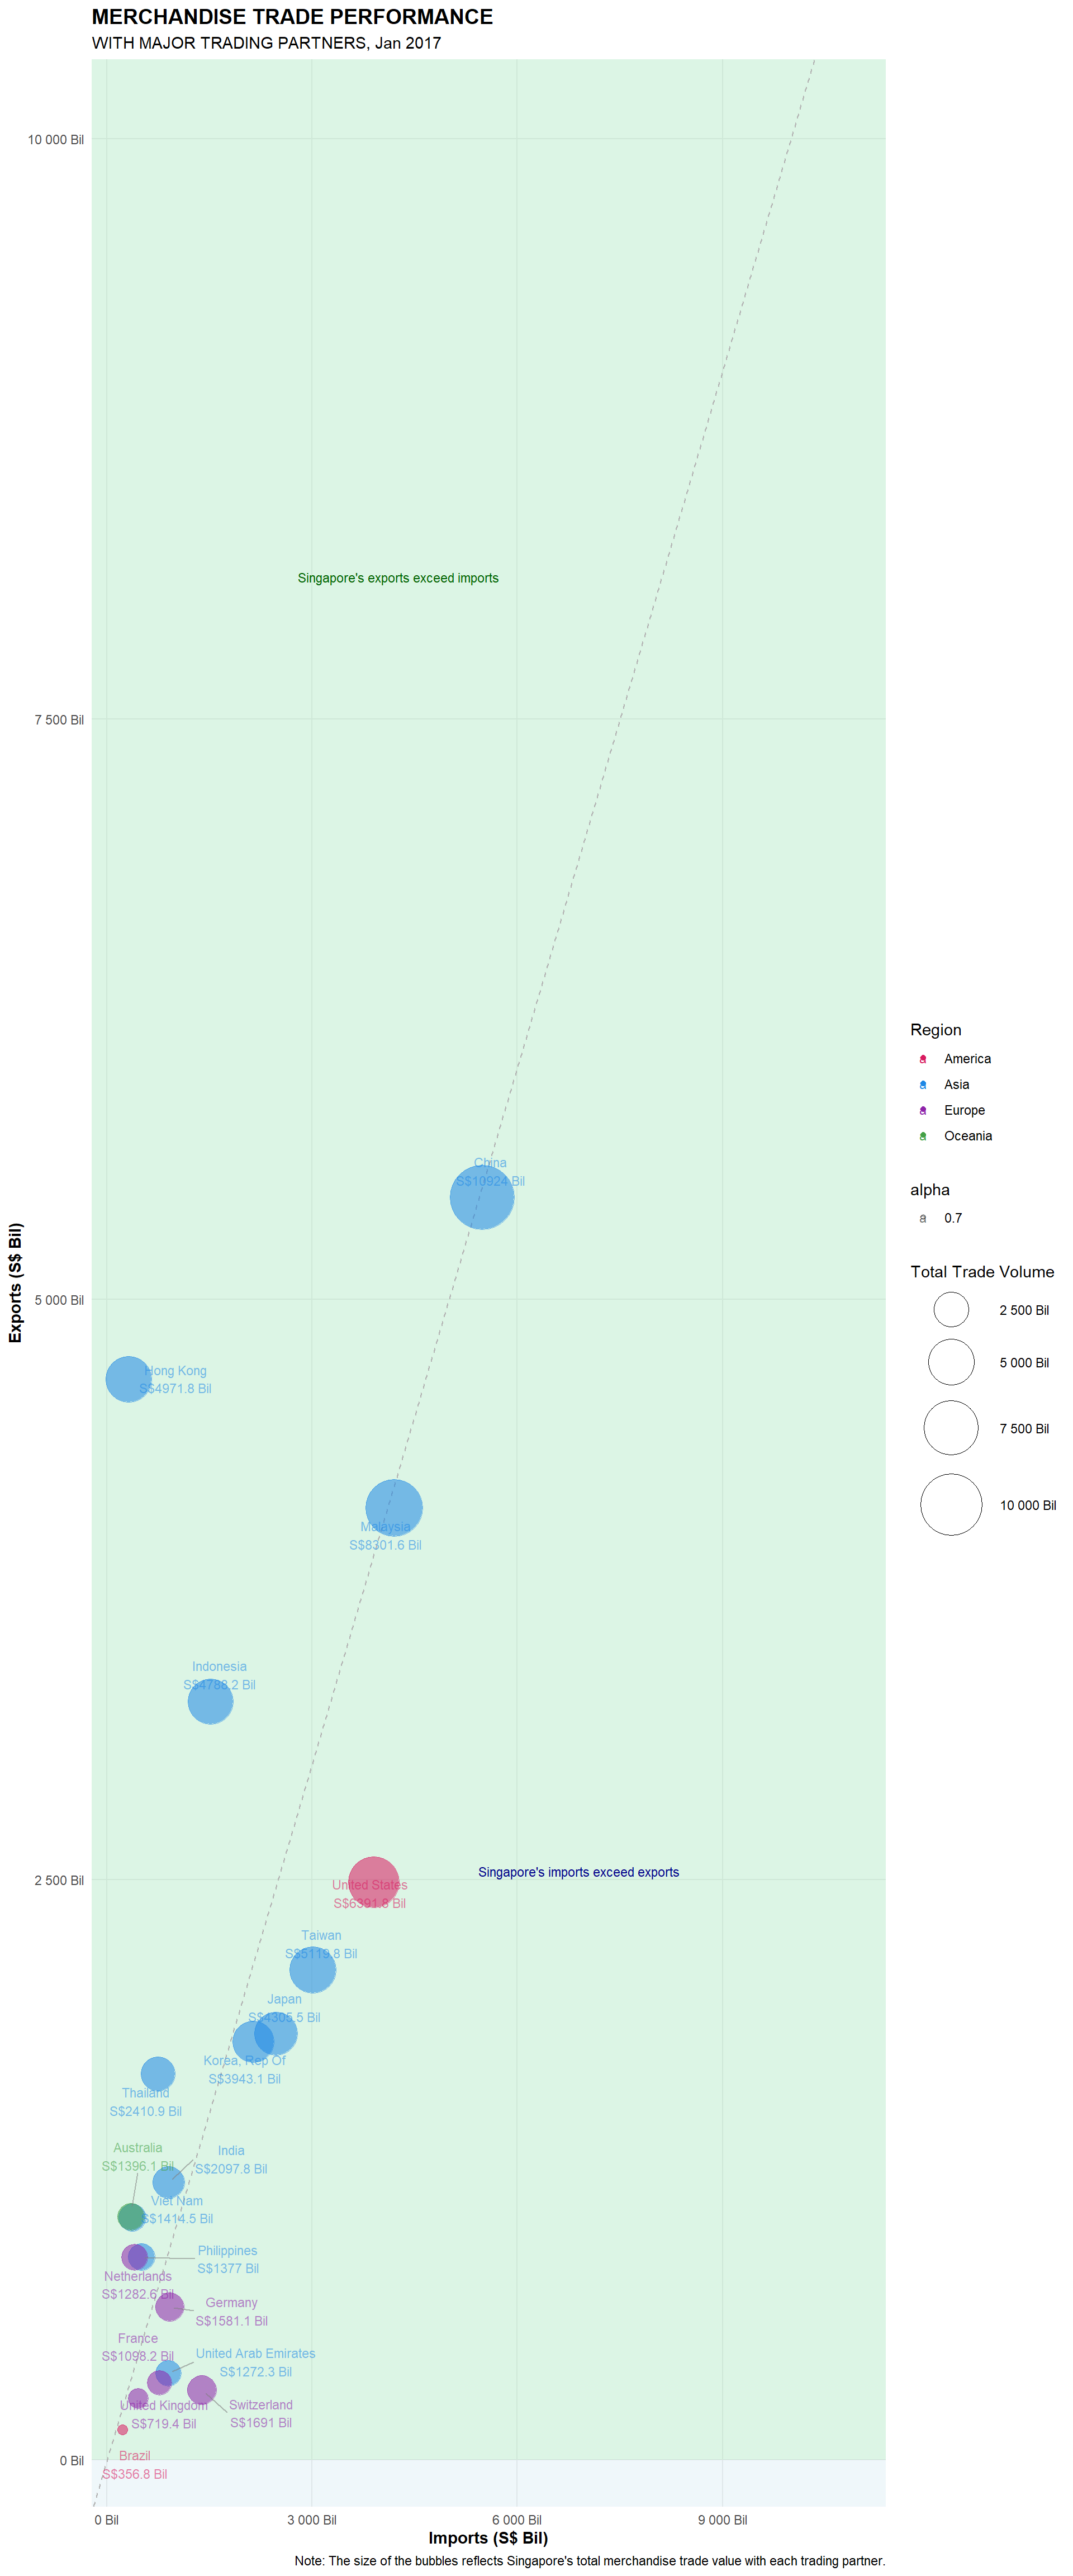 MERCHANDISE TRADE PERFORMANCE
WITH MAJOR TRADING PARTNERS, Jan 2017
10 000 Bil
Singapore's exports exceed imports
7 500 Bil
Region
a America
a Asia
a Europe
a Oceania
China
S$10924 Bil
alpha
a 0.7
Exports (S$ Bil)
Total Trade Volume
2 500 Bil
5 000 Bil
7 500 Bil
10 000 Bil
5 000 Bil
Hong Kong
S$4971.8 Bil
Malaysia
S$8301.6 Bil
Indonesia
S$4788.2 Bil
2 500 Bil
Singapore's imports exceed exports
United States
S$6391.8 Bil
Taiwan
S$5119.8 Bil
Japan
S$4305.5 Bil
Korea, Rep Of
S$3943.1 Bil
Thailand
S$2410.9 Bil
Australia
S$1396.1 Bil
India
S$2097.8 Bil
Viet Nam
S$1414.5 Bil
Philippines
S$1377 Bil
Netherlands
S$1282.6 Bil
Germany
S$1581.1 Bil
France
S$1098.2 Bil
United Arab Emirates
S$1272.3 Bil
United Kingdom
S$719.4 Bil
Switzerland
S$1691 Bil
Brazil
S$356.8 Bil
0 Bil
0 Bil
3 000 Bil
6 000 Bil
9 000 Bil
Imports (S$ Bil)
Note: The size of the bubbles reflects Singapore's total merchandise trade value with each trading partner.